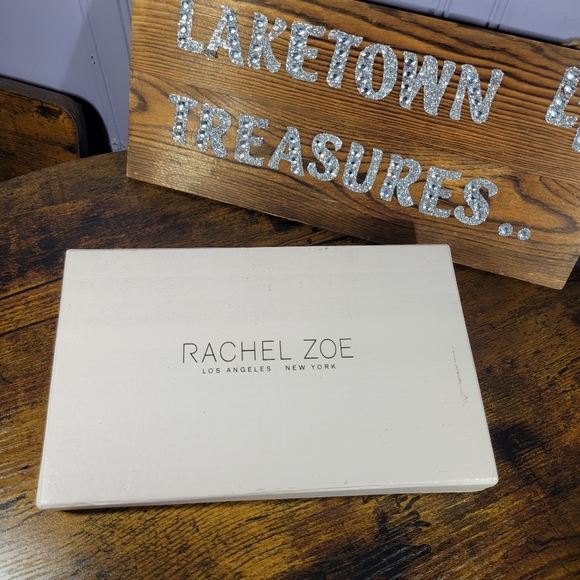 LAKETOWN
TREASURES..
RACHEL ZOE
LOS ANGELES NEW YORK